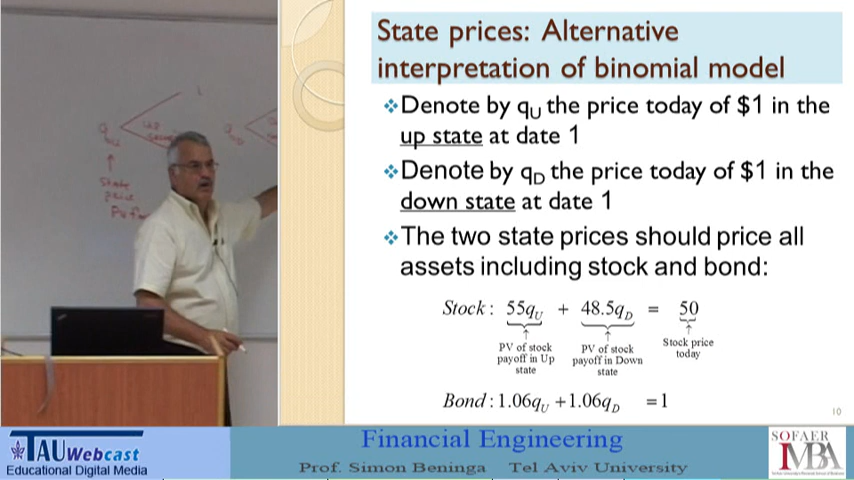 State prices: Alternative
interpretation of binomial model
Denote by qU the price today of $1 in the
up state at date 1
Denote by qD the price today of $1 in the
down state at date 1
The two state prices should price all
assets including stock and bond:
Stock : 55qU + 48.5qD = 50
PV of stock payoff in Up state
PV of stock payoff in Down state
Stock price today
Bond : 1.06qU + 1.06qD = 1
10
State
price
TAU Webcast
Educational Digital Media
Financial Engineering
Prof. Simon Beninga Tel Aviv University
SOFAER
IMBA